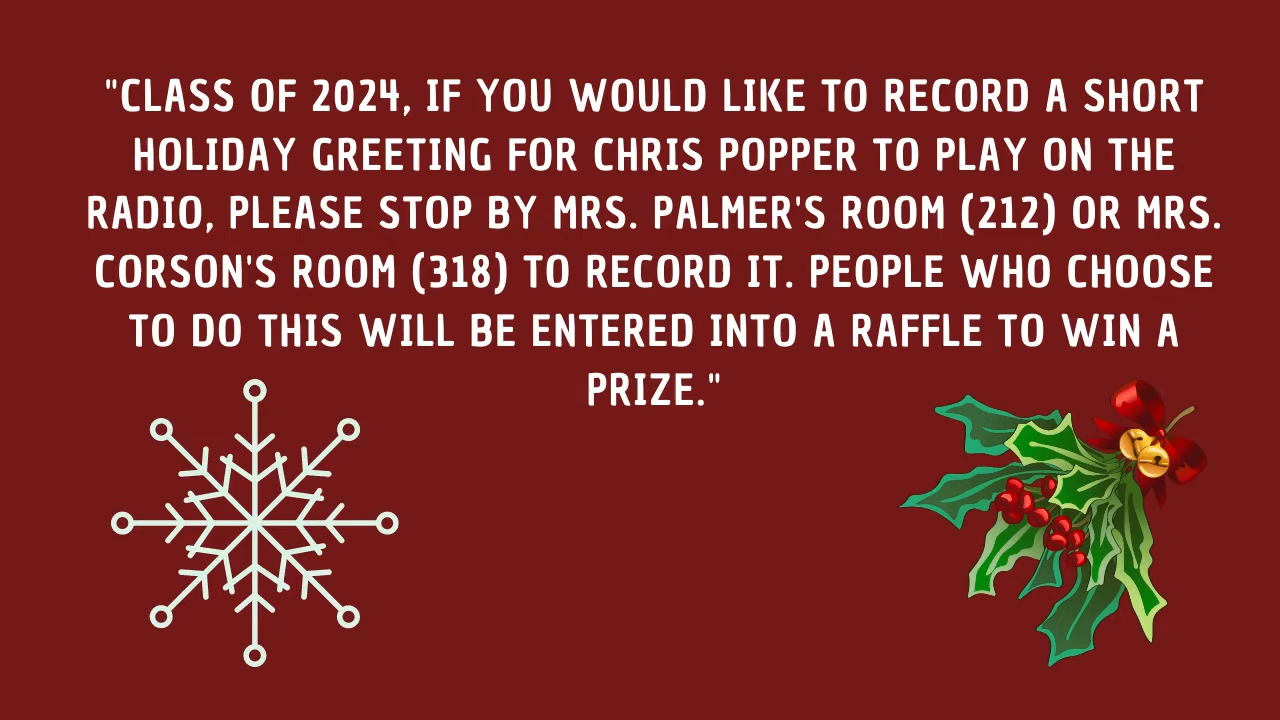 "CLASS OF 2024, IF YOU WOULD LIKE TO RECORD A SHORT
HOLIDAY GREETING FOR CHRIS POPPER TO PLAY ON THE
RADIO, PLEASE STOP BY MRS. PALMER'S ROOM (212) OR MRS.
CORSON'S ROOM (318) TO RECORD IT. PEOPLE WHO CHOOSE
TO DO THIS WILL BE ENTERED INTO A RAFFLE TO WIN A
PRIZE."